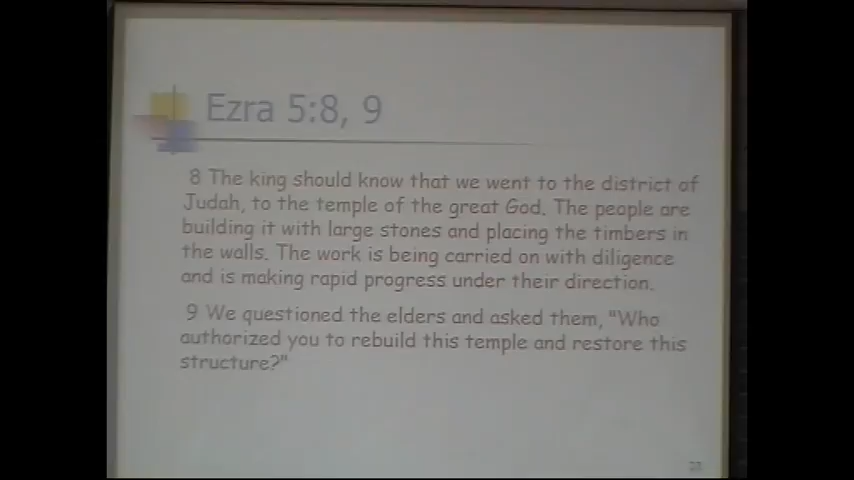 Ezra 5:8, 9
8 The king should know that we went to the district of
Judah, to the temple of the great God. The people are
building it with large stones and placing the timbers in
the walls. The work is being carried on with diligence
and is making rapid progress under their direction.
9 We questioned the elders and asked them, "Who
authorized you to rebuild this temple and restore this
structure?"